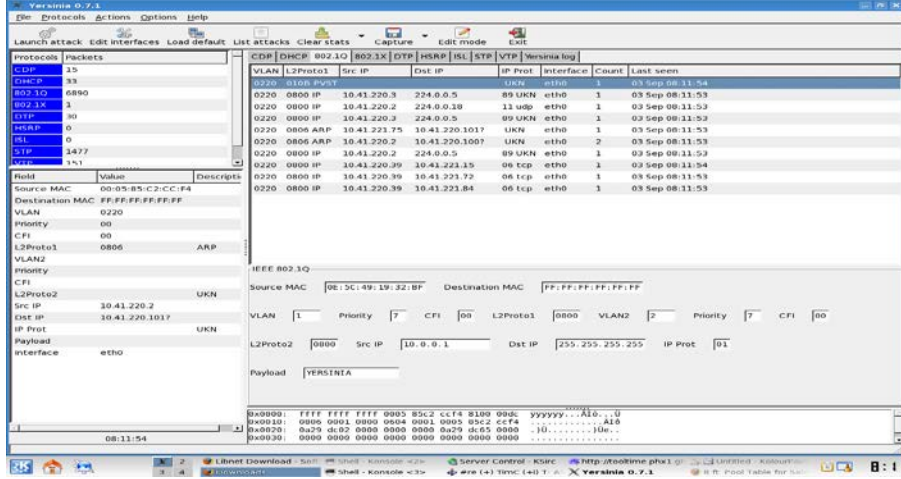 Yersinia 0.7.1
File Protocols Actions Options Help
Launch attack Edit interfaces Load default List attacks Clear stats Capture Edit mode Exit
Protocols Packets
CDP 15
DHCP 33
802.1Q 6890
802.1X 1
DTP 30
HSRP 0
ISL 0
STP 1477
VTP 151
CDP DHCP 802.1Q 802.1X DTP HSRP ISL STP VTP Yersinia log
VLAN L2Proto1 Src IP Dst IP IP Prot Interface Count Last seen
0220 010B PVST UKN eth0 1 03 Sep 08:11:54
0220 0800 IP 10.41.220.3 224.0.0.5 89 UKN eth0 1 03 Sep 08:11:53
0220 0800 IP 10.41.220.2 224.0.0.18 11 udp eth0 1 03 Sep 08:11:53
0220 0800 IP 10.41.220.3 224.0.0.5 89 UKN eth0 1 03 Sep 08:11:53
0220 0806 ARP 10.41.221.75 10.41.220.101? UKN eth0 1 03 Sep 08:11:53
0220 0806 ARP 10.41.220.2 10.41.220.100? UKN eth0 2 03 Sep 08:11:53
0220 0800 IP 10.41.220.2 224.0.0.5 89 UKN eth0 1 03 Sep 08:11:53
0220 0800 IP 10.41.220.39 10.41.221.15 06 tcp eth0 1 03 Sep 08:11:54
0220 0800 IP 10.41.220.39 10.41.221.72 06 tcp eth0 1 03 Sep 08:11:53
0220 0800 IP 10.41.220.39 10.41.221.84 06 tcp eth0 1 03 Sep 08:11:53
Field Value Descripti
Source MAC 00:05:85:C2:CC:F4
Destination MAC FF:FF:FF:FF:FF:FF
VLAN 0220
Priority 00
CFI 00
L2Proto1 0806 ARP
VLAN2
Priority
CFI
L2Proto2 UKN
Src IP 10.41.220.2
Dst IP 10.41.220.101?
IP Prot UKN
Payload
Interface eth0
08:11:54
IEEE 802.1Q
Source MAC 0E:5C:49:19:32:BF Destination MAC FF:FF:FF:FF:FF:FF
VLAN 1 Priority 7 CFI 00 L2Proto1 0800 VLAN2 2 Priority 7 CFI 00
L2Proto2 0800 Src IP 10.0.0.1 Dst IP 255.255.255.255 IP Prot 01
Payload YERSINIA
0x0000: ffff ffff ffff 0005 85c2 ccf4 8100 00dc
0x0010: 0806 0001 0800 0604 0001 0005 85c2 ccf4
0x0020: 0a29 dc02 0000 0000 0000 0a29 dc65 0000
0x0030: 0000 0000 0000 0000 0000 0000 0000 0000
2
3 4
Libnet Download
Shell - Konsole <2>
Server Control - KSirc
Shell - Konsole <3>
Yersinia 0.7.1